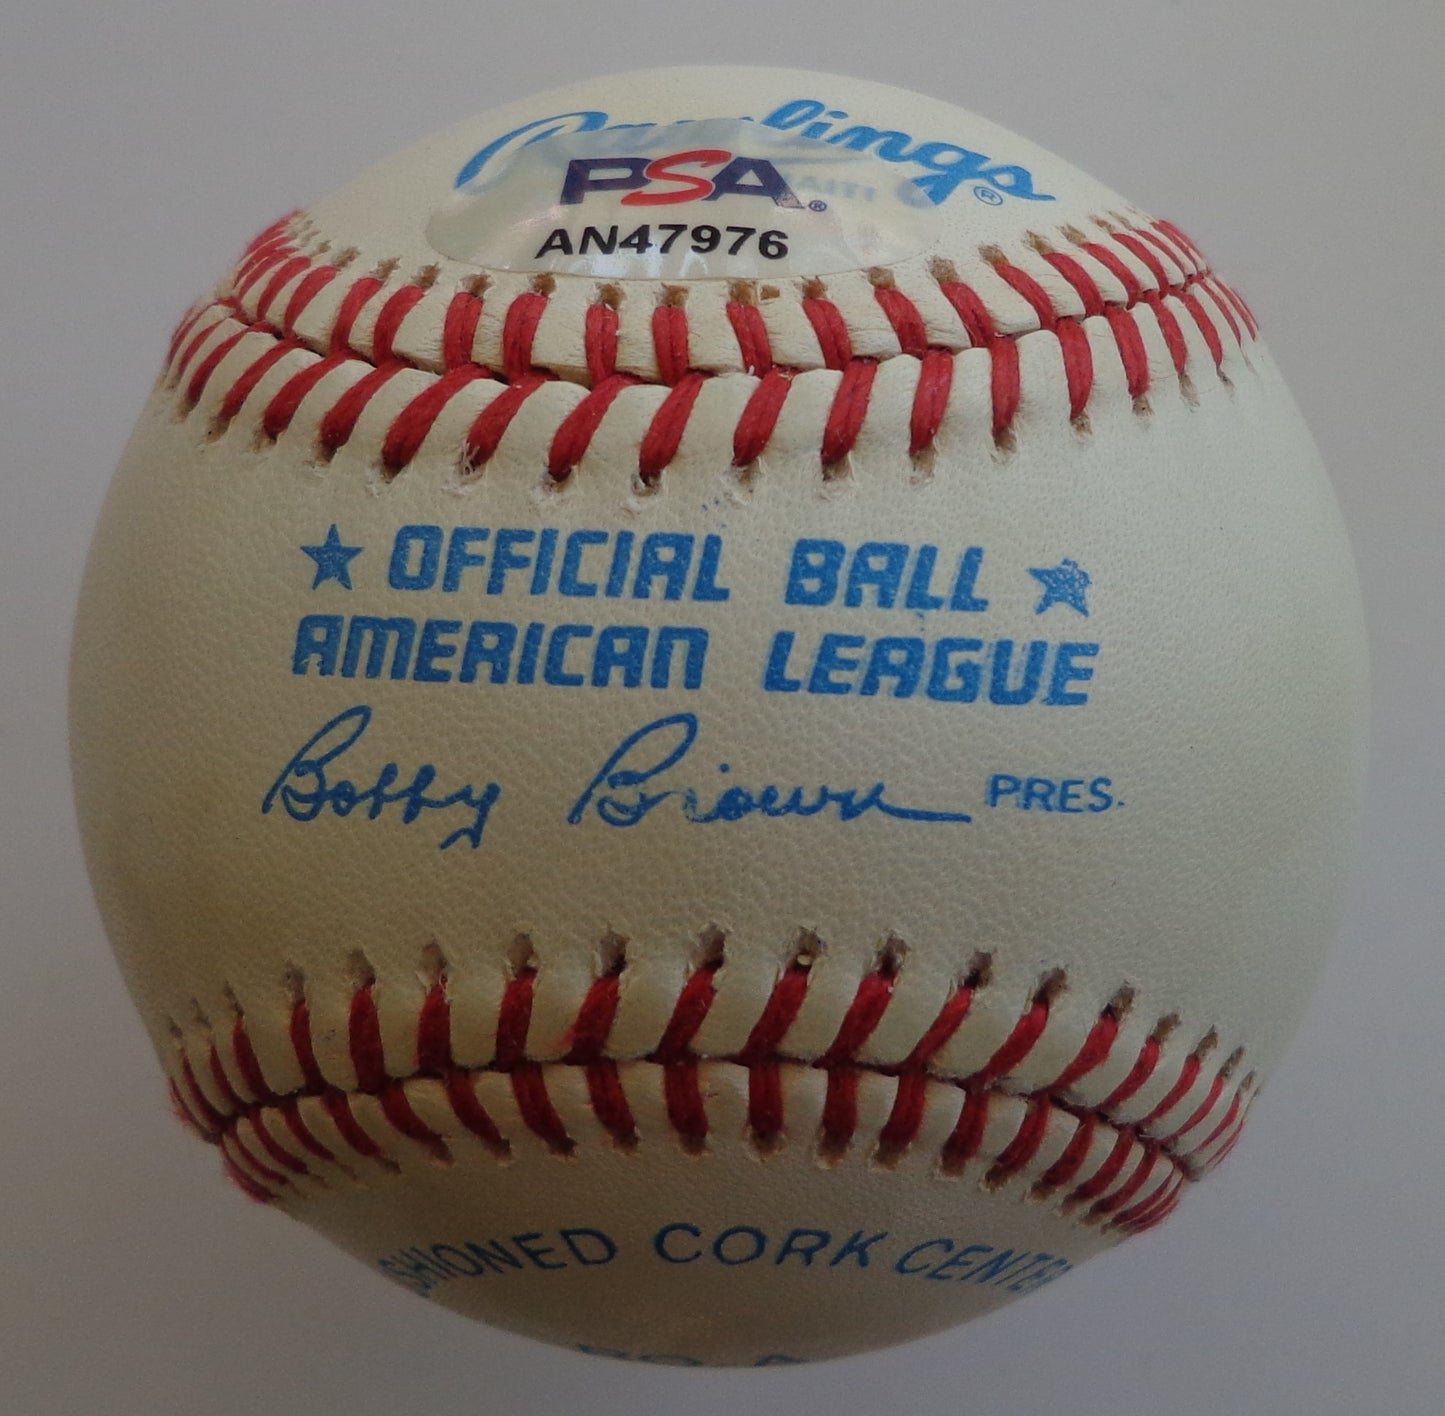 Rawlings ®
PSA®
AN47976
★ OFFICIAL BALL ★
AMERICAN LEAGUE
Bobby Brown PRES.
CORK CENTER